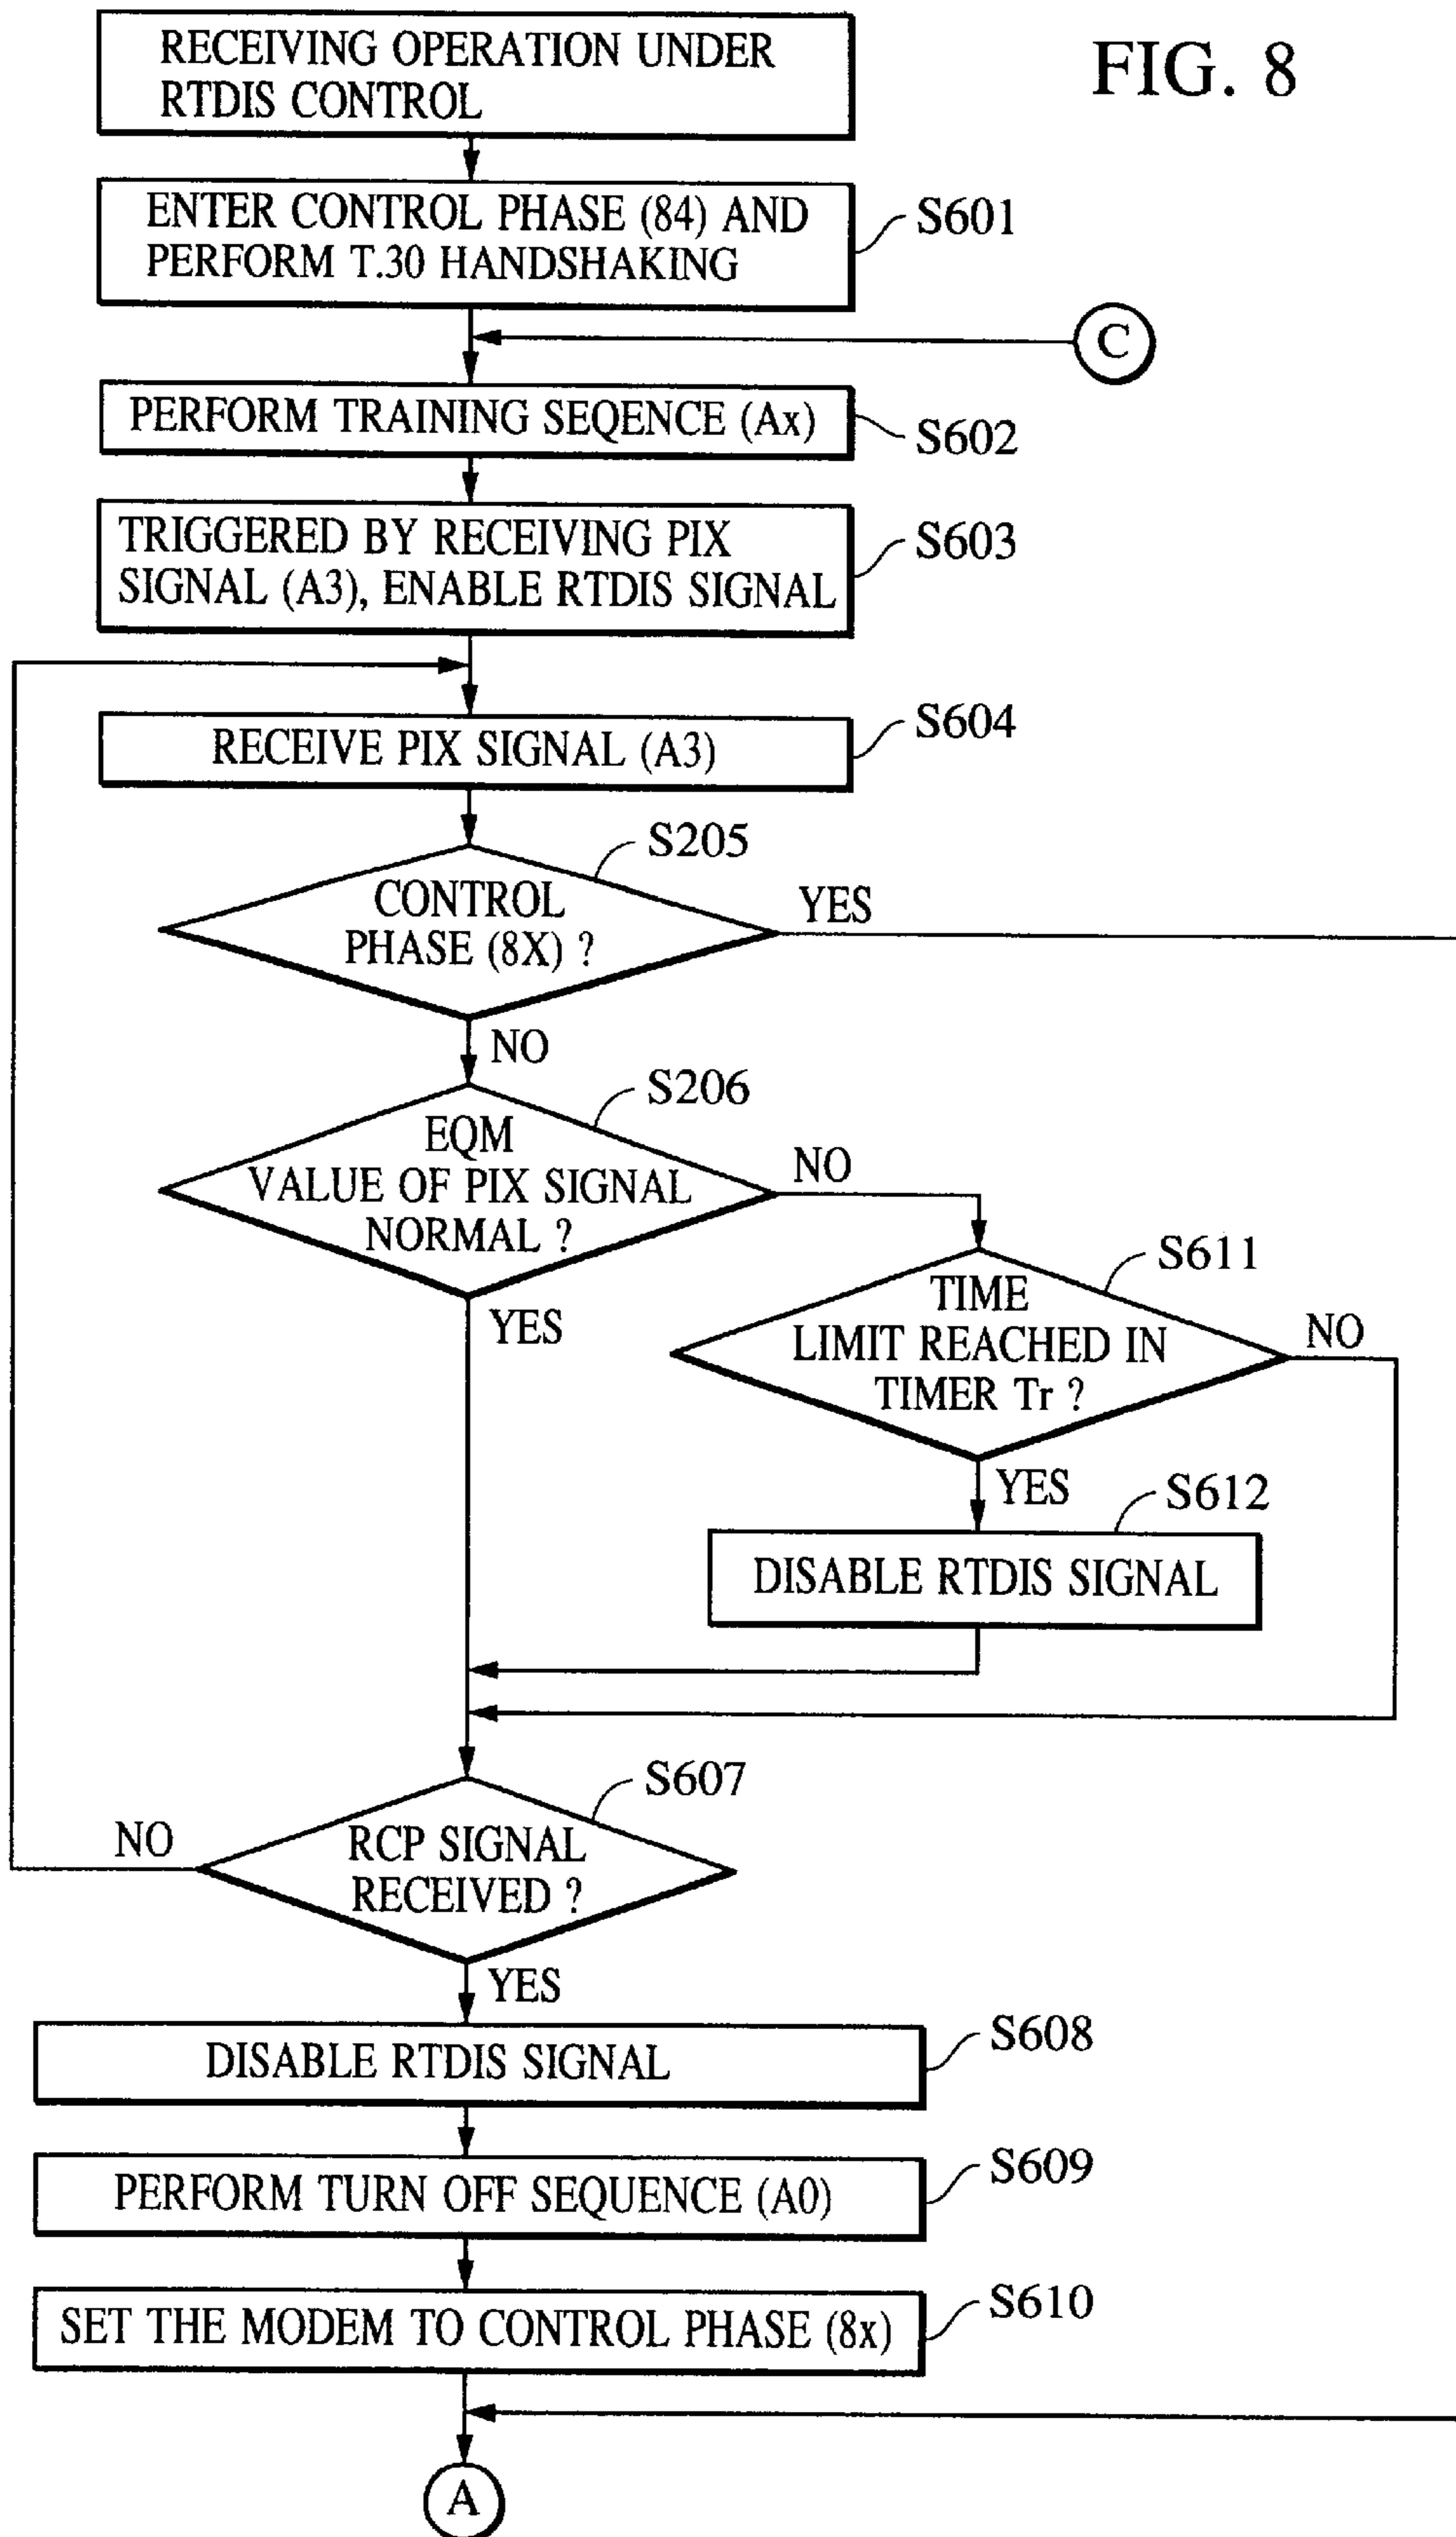 FIG. 8
RECEIVING OPERATION UNDER
RTDIS CONTROL
ENTER CONTROL PHASE (84) AND
PERFORM T.30 HANDSHAKING
S601
C
PERFORM TRAINING SEQENCE (Ax)
S602
TRIGGERED BY RECEIVING PIX
SIGNAL (A3), ENABLE RTDIS SIGNAL
S603
RECEIVE PIX SIGNAL (A3)
S604
S205
CONTROL
PHASE (8X) ?
YES
NO
S206
EQM
VALUE OF PIX SIGNAL
NORMAL ?
NO
YES
S611
TIME
LIMIT REACHED IN
TIMER Tr ?
NO
YES
S612
DISABLE RTDIS SIGNAL
S607
RCP SIGNAL
RECEIVED ?
NO
YES
DISABLE RTDIS SIGNAL
S608
PERFORM TURN OFF SEQUENCE (A0)
S609
SET THE MODEM TO CONTROL PHASE (8x)
S610
A